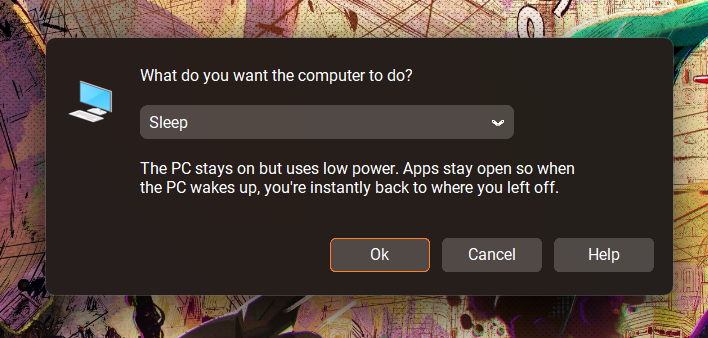 What do you want the computer to do?
Sleep
The PC stays on but uses low power. Apps stay open so when
the PC wakes up, you're instantly back to where you left off.
Ok Cancel Help